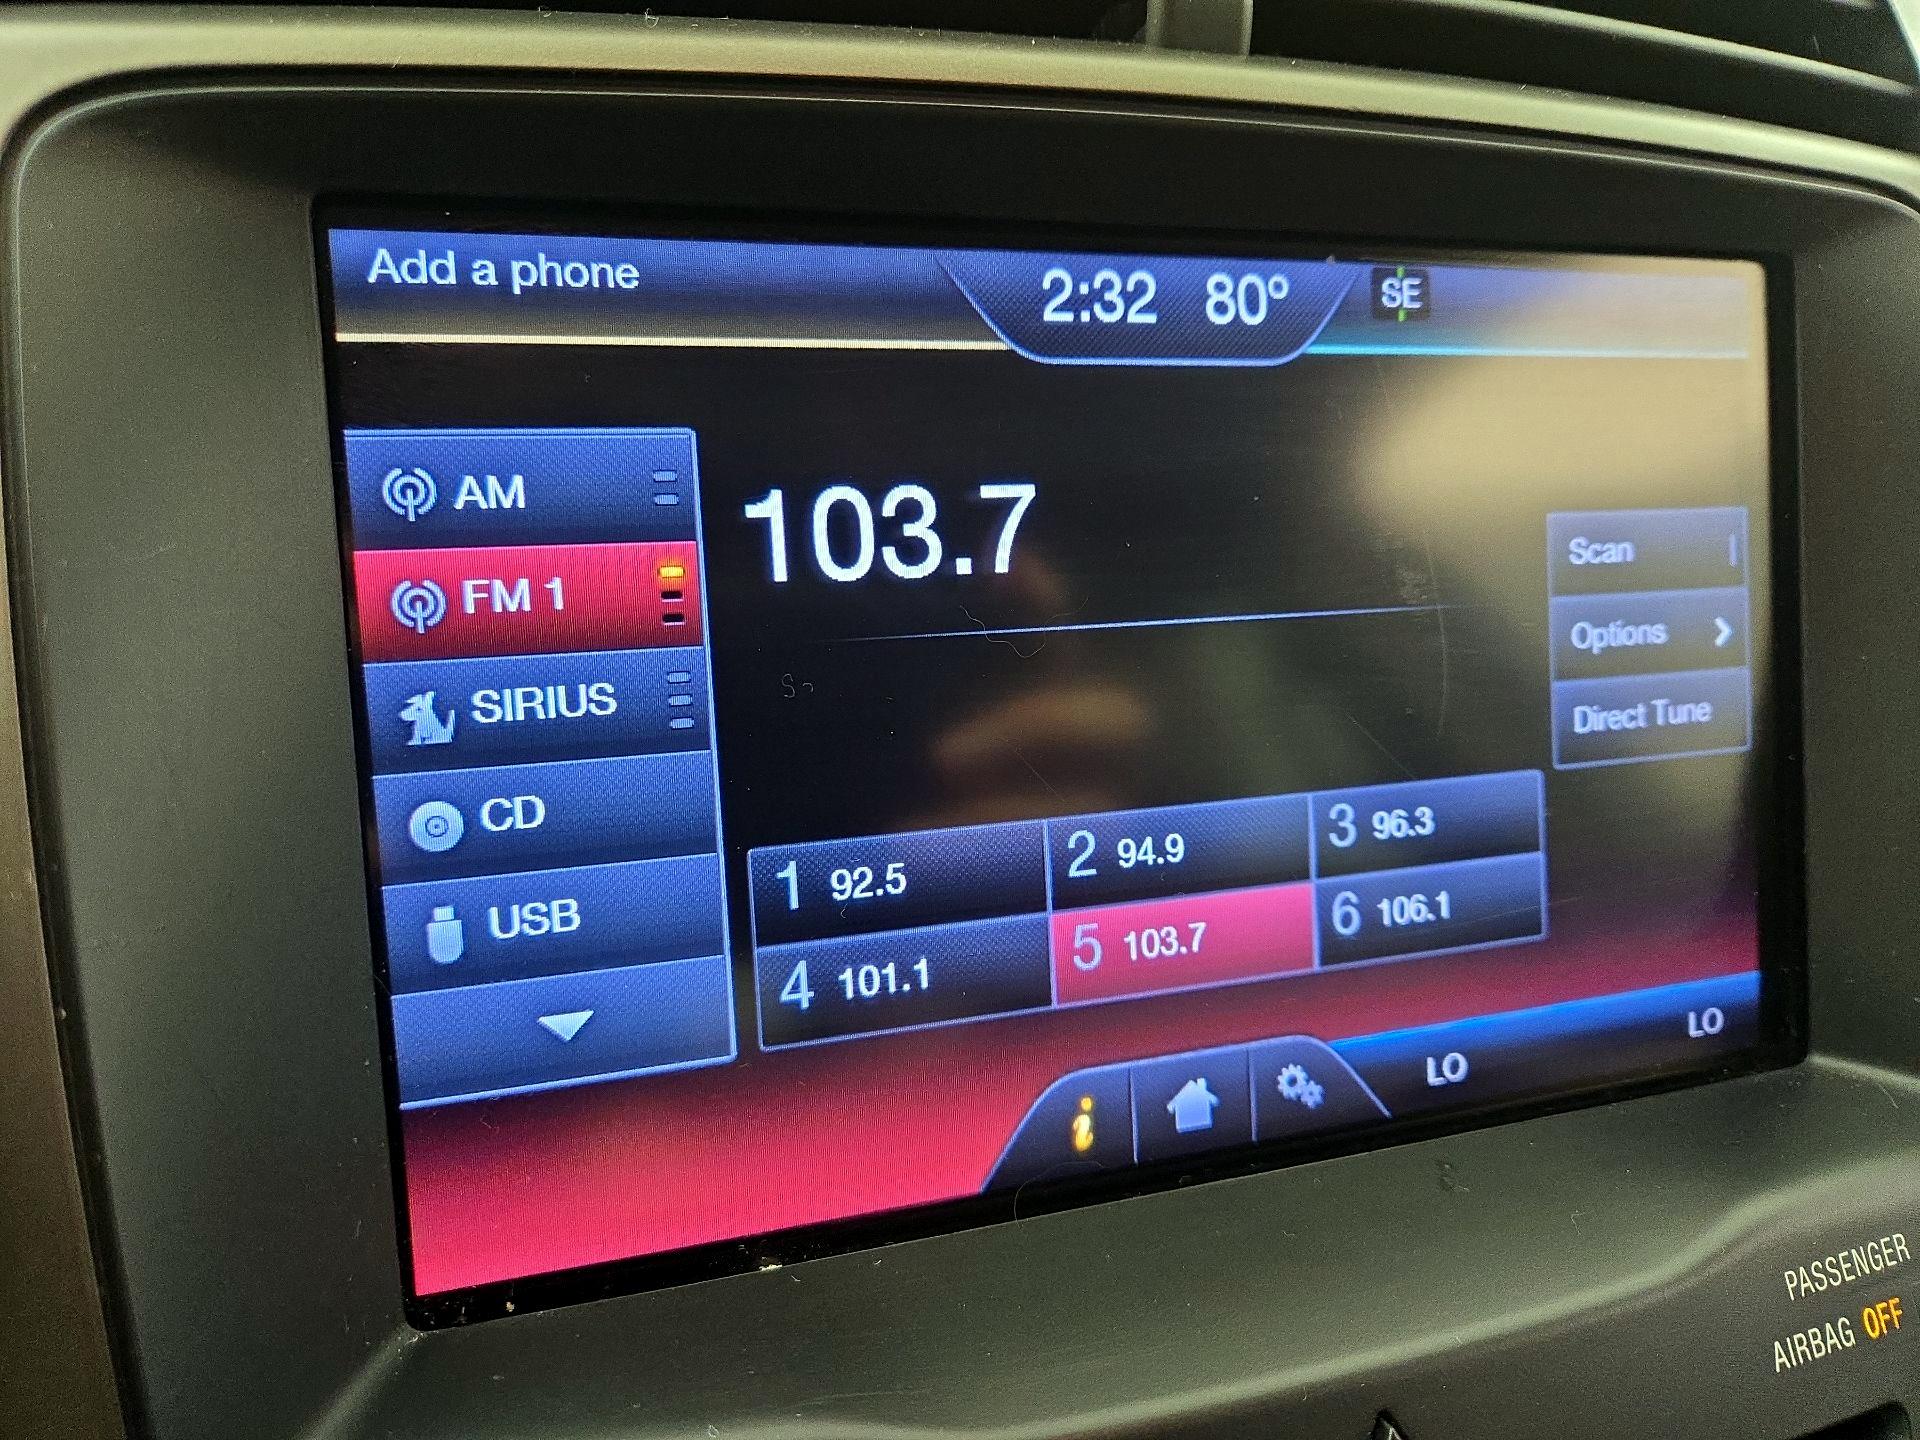 Add a phone
2:32 80° SE
AM
FM 1
SIRIUS
CD
USB
103.7
Scan
Options
Direct Tune
1 92.5
2 94.9
3 96.3
4 101.1
5 103.7
6 106.1
i
LO
LO
PASSENGER
AIRBAG OFF